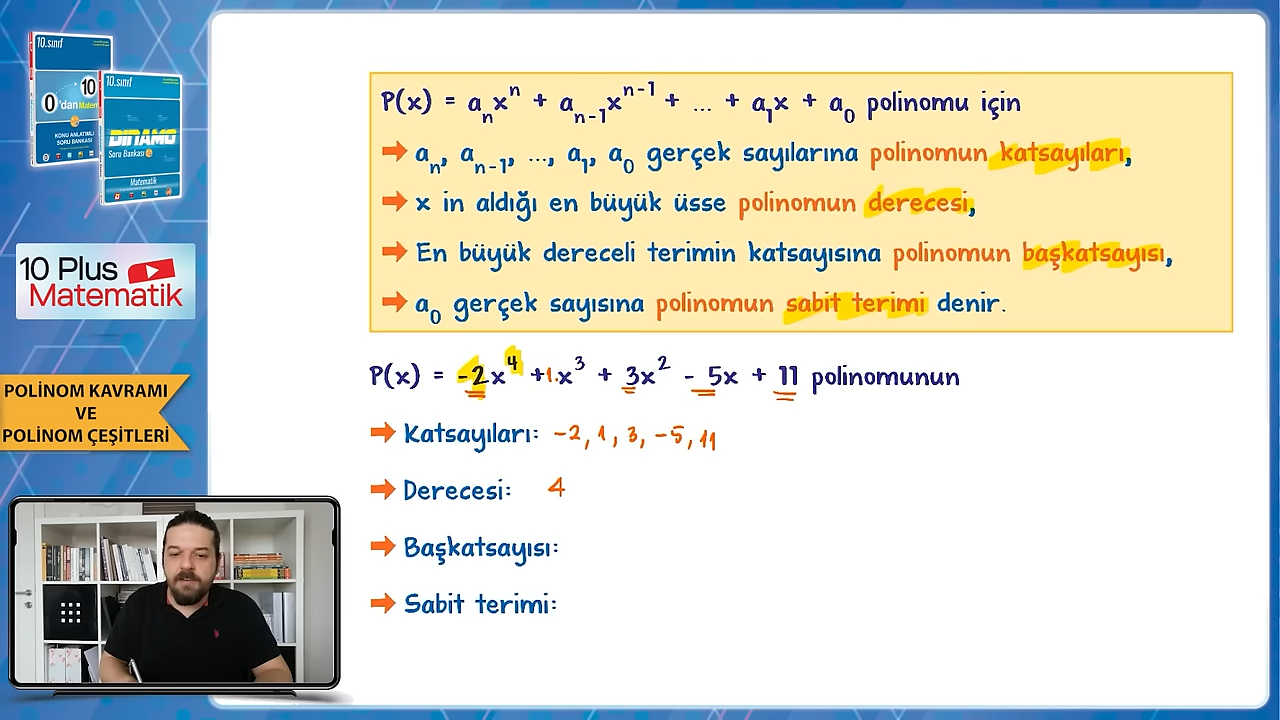 10.sınıf
0'dan 10
Matem
KONU ANLATIMLI
SORU BANKASI
10.sınıf
DİNAMO
Soru Bankası
Matematik
10 Plus
Matematik
POLİNOM KAVRAMI
VE
POLİNOM ÇEŞİTLERİ
P(x) = aₙxⁿ + aₙ₋₁xⁿ⁻¹ + ... + a₁x + a₀ polinomu için
➡ aₙ, aₙ₋₁, ..., a₁, a₀ gerçek sayılarına polinomun katsayıları,
➡ x in aldığı en büyük üsse polinomun derecesi,
➡ En büyük dereceli terimin katsayısına polinomun başkatsayısı,
➡ a₀ gerçek sayısına polinomun sabit terimi denir.
P(x) = -2x⁴ + 1.x³ + 3x² - 5x + 11 polinomunun
➡ Katsayıları: -2, 1, 3, -5, 11
➡ Derecesi: 4
➡ Başkatsayısı:
➡ Sabit terimi: